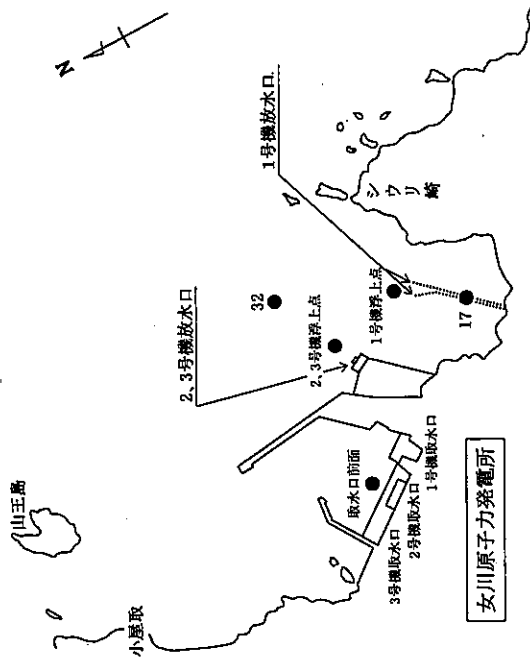 N
山王島
小屋取
2、3号機放水口
1号機放水口
32
2、3号機浮上点
1号機浮上点
シウリ崎
17
取水口前面
3号機取水口
2号機取水口
1号機取水口
女川原子力発電所